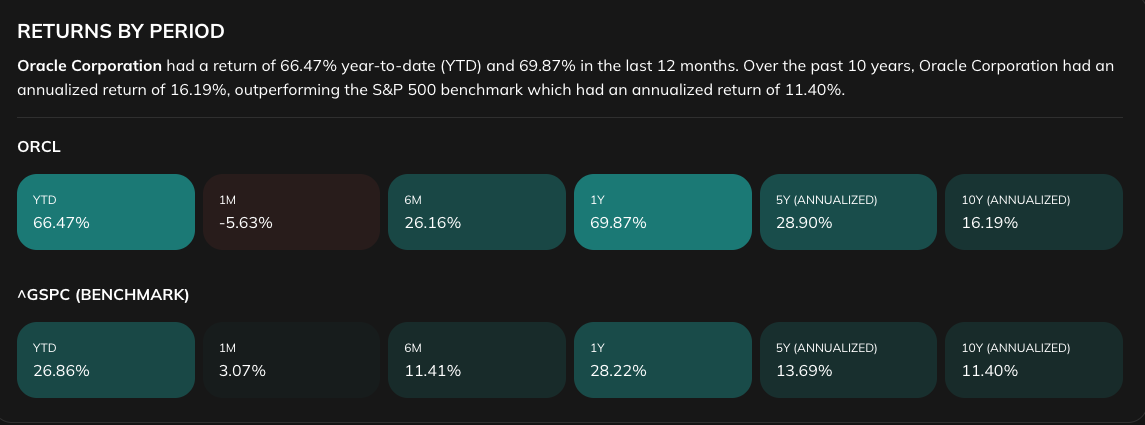 RETURNS BY PERIOD
Oracle Corporation had a return of 66.47% year-to-date (YTD) and 69.87% in the last 12 months. Over the past 10 years, Oracle Corporation had an
annualized return of 16.19%, outperforming the S&P 500 benchmark which had an annualized return of 11.40%.
ORCL
YTD 1M 6M 1Y 5Y (ANNUALIZED) 10Y (ANNUALIZED)
66.47% -5.63% 26.16% 69.87% 28.90% 16.19%
^GSPC (BENCHMARK)
YTD 1M 6M 1Y 5Y (ANNUALIZED) 10Y (ANNUALIZED)
26.86% 3.07% 11.41% 28.22% 13.69% 11.40%